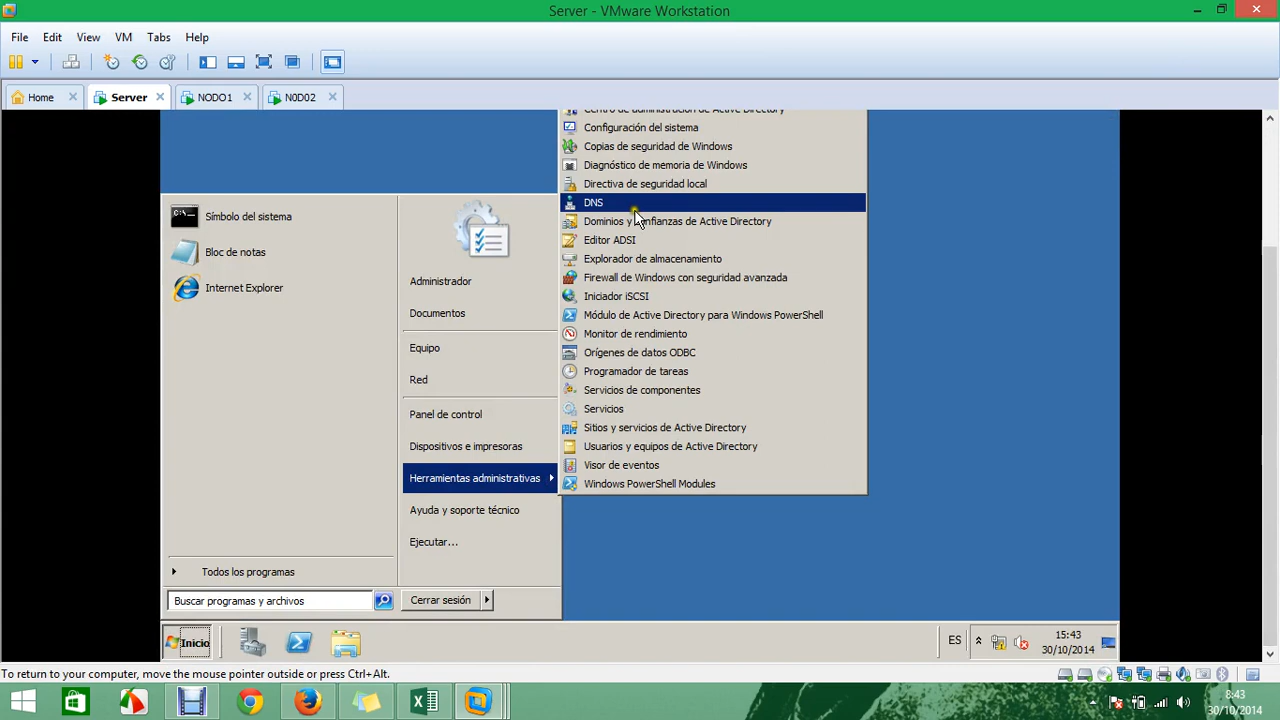 Server - VMware Workstation
File Edit View VM Tabs Help
Home Server NODO1 N0D02
Centro de administración de Active Directory
Configuración del sistema
Copias de seguridad de Windows
Diagnóstico de memoria de Windows
Directiva de seguridad local
DNS
Dominios y confianzas de Active Directory
Editor ADSI
Explorador de almacenamiento
Firewall de Windows con seguridad avanzada
Iniciador iSCSI
Módulo de Active Directory para Windows PowerShell
Monitor de rendimiento
Orígenes de datos ODBC
Programador de tareas
Servicios de componentes
Servicios
Sitios y servicios de Active Directory
Usuarios y equipos de Active Directory
Visor de eventos
Windows PowerShell Modules
Símbolo del sistema
Bloc de notas
Internet Explorer
Todos los programas
Buscar programas y archivos
Administrador
Documentos
Equipo
Red
Panel de control
Dispositivos e impresoras
Herramientas administrativas
Ayuda y soporte técnico
Ejecutar...
Cerrar sesión
Inicio
ES
15:43
30/10/2014
To return to your computer, move the mouse pointer outside or press Ctrl+Alt.
8:43
30/10/2014